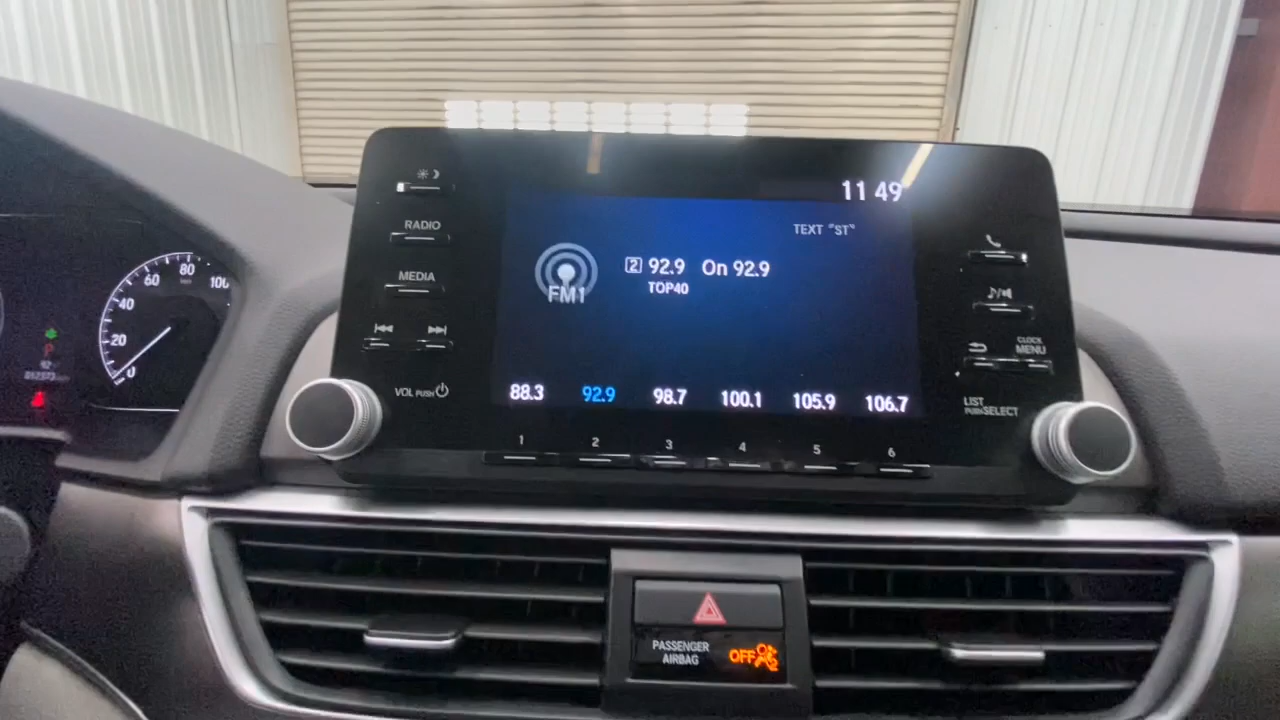 11 49
RADIO
TEXT "ST"
MEDIA
FM1
2 92.9 On 92.9
TOP40
80
60
100
40
20
0
CLOCK
MENU
VOL PUSH
88.3 92.9 98.7 100.1 105.9 106.7
LIST
PUSH SELECT
1 2 3 4 5 6
PASSENGER
AIRBAG
OFF